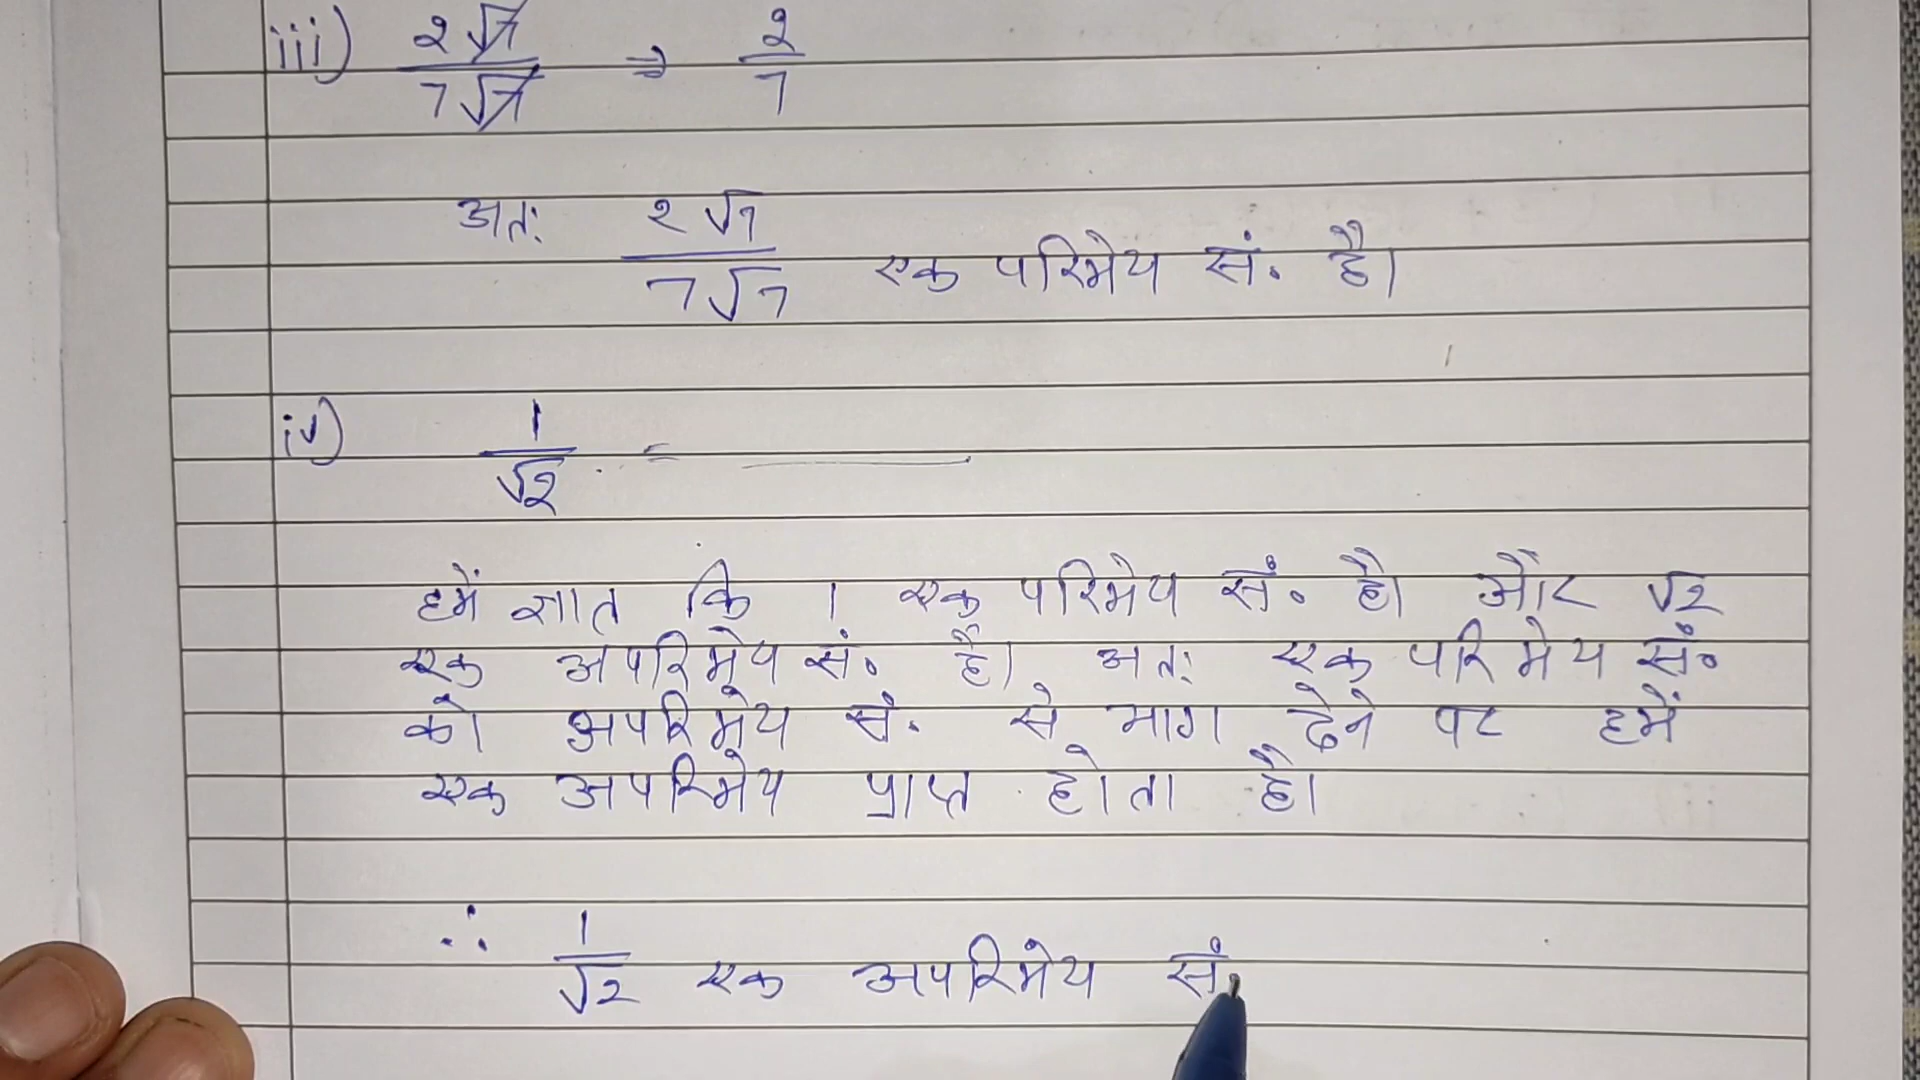 iii) 2√7 / 7√7 ⇒ 2/7
अतः 2√7 / 7√7 एक परिमेय सं. है।
iv) 1/√2 =
हमें ज्ञात कि 1 एक परिमेय सं. है। और √2
एक अपरिमेय सं. है। अतः एक परिमेय सं.
को अपरिमेय सं. से भाग देने पर हमें
एक अपरिमेय प्राप्त होता है।
∴ 1/√2 एक अपरिमेय सं.